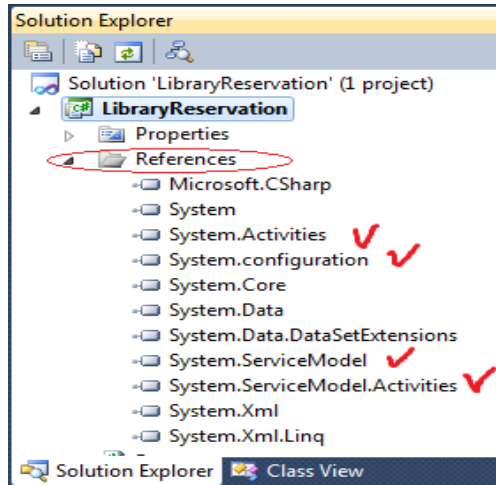 Solution Explorer
Solution 'LibraryReservation' (1 project)
LibraryReservation
Properties
References
Microsoft.CSharp
System
System.Activities
System.configuration
System.Core
System.Data
System.Data.DataSetExtensions
System.ServiceModel
System.ServiceModel.Activities
System.Xml
System.Xml.Linq
Solution Explorer Class View